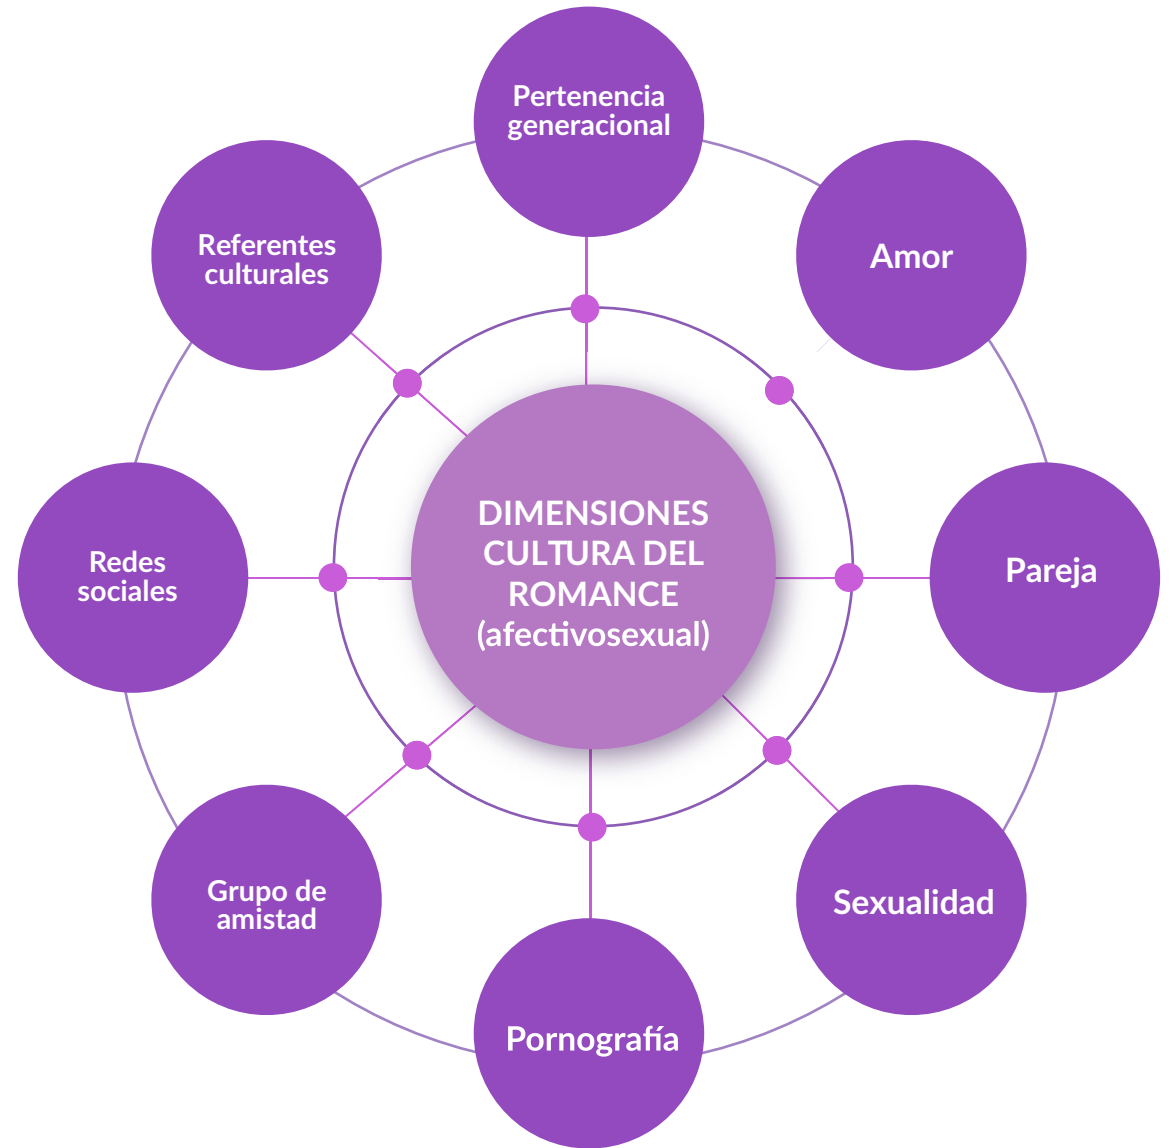 Pertenencia
generacional
Amor
Pareja
Sexualidad
Pornografía
Grupo de
amistad
Redes
sociales
Referentes
culturales
DIMENSIONES
CULTURA DEL
ROMANCE
(afectivosexual)